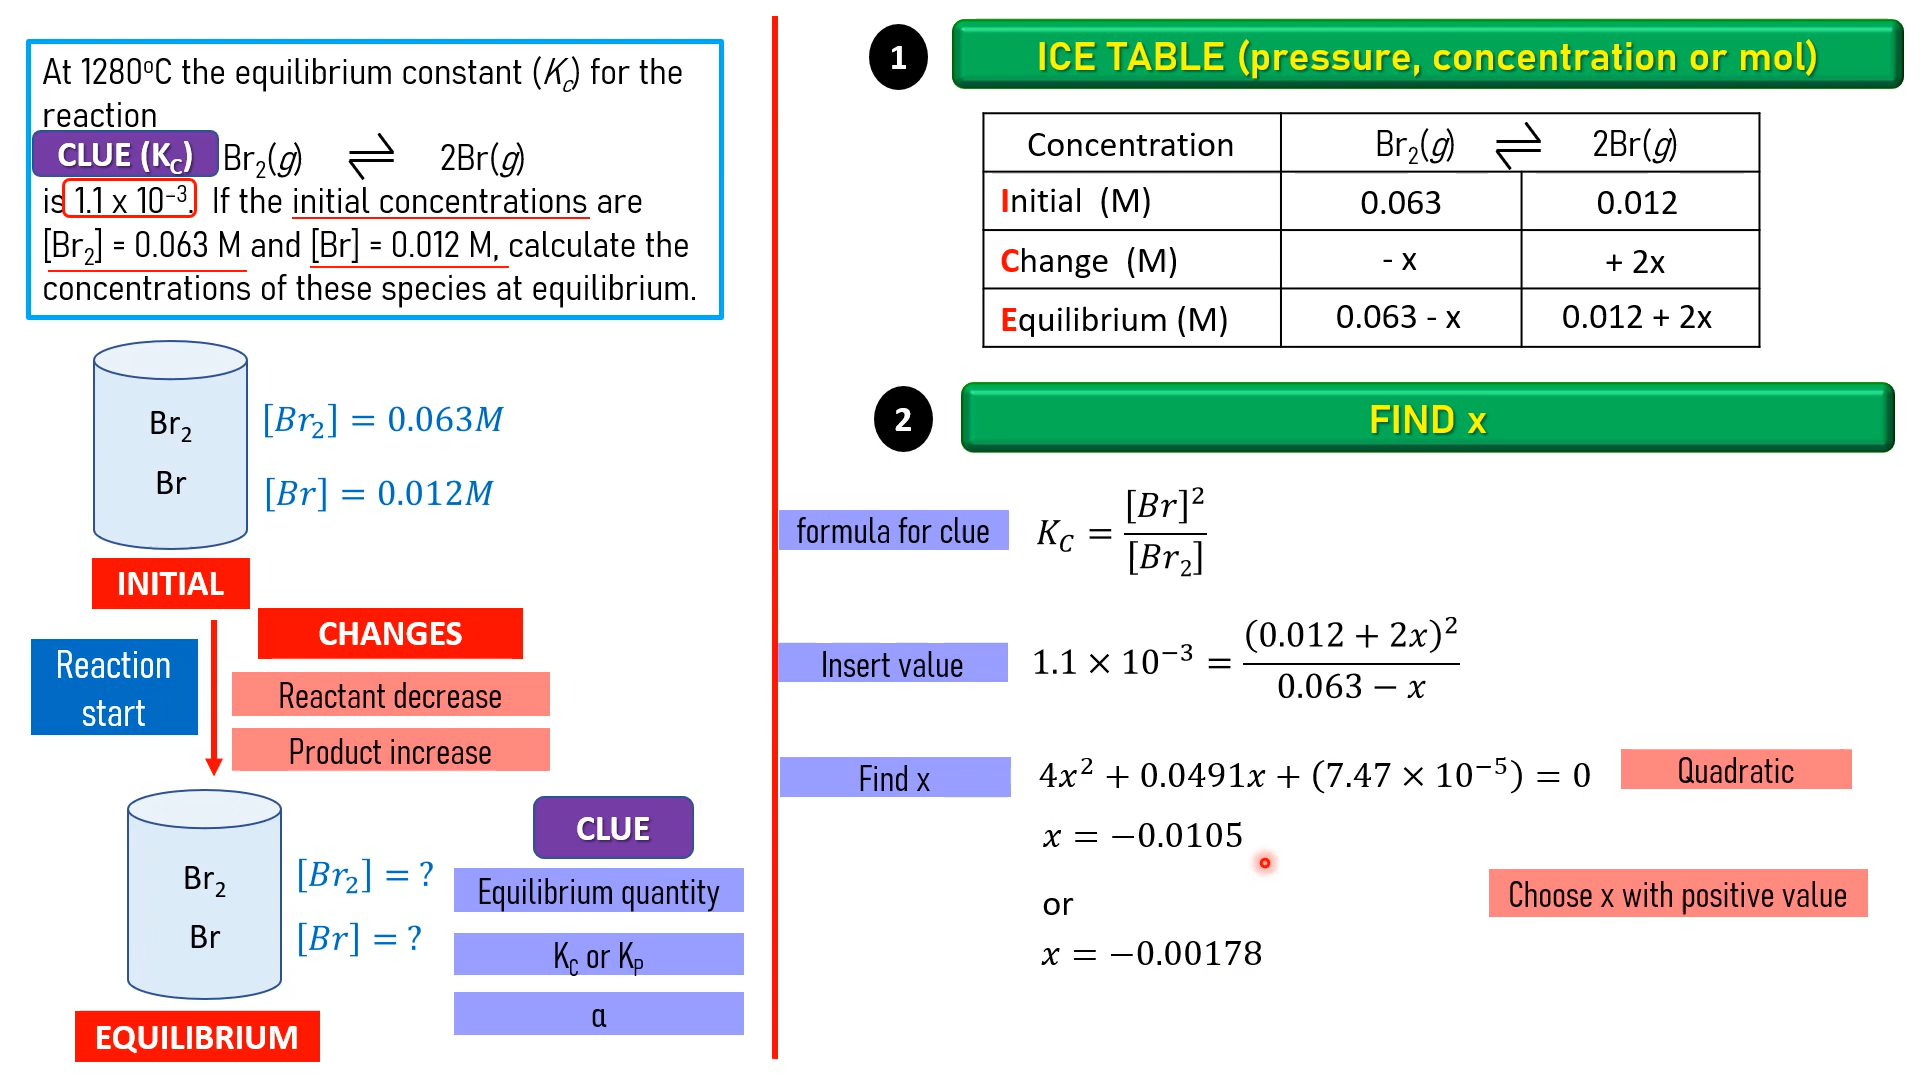 At 1280ºC the equilibrium constant (Kc) for the
reaction
CLUE (KC) Br2(g) ⇌ 2Br(g)
is 1.1 x 10⁻³. If the initial concentrations are
[Br2] = 0.063 M and [Br] = 0.012 M, calculate the
concentrations of these species at equilibrium.
Br2
Br
[Br2] = 0.063M
[Br] = 0.012M
INITIAL
Reaction
start
CHANGES
Reactant decrease
Product increase
Br2
Br
[Br2] = ?
[Br] = ?
EQUILIBRIUM
CLUE
Equilibrium quantity
KC or KP
α
1 ICE TABLE (pressure, concentration or mol)
Concentration Br2(g) ⇌ 2Br(g)
Initial (M) 0.063 0.012
Change (M) - x + 2x
Equilibrium (M) 0.063 - x 0.012 + 2x
2 FIND x
formula for clue KC = [Br]² / [Br2]
Insert value 1.1 × 10⁻³ = (0.012 + 2x)² / 0.063 − x
Find x 4x² + 0.0491x + (7.47 × 10⁻⁵) = 0 Quadratic
x = −0.0105
or
x = −0.00178
Choose x with positive value